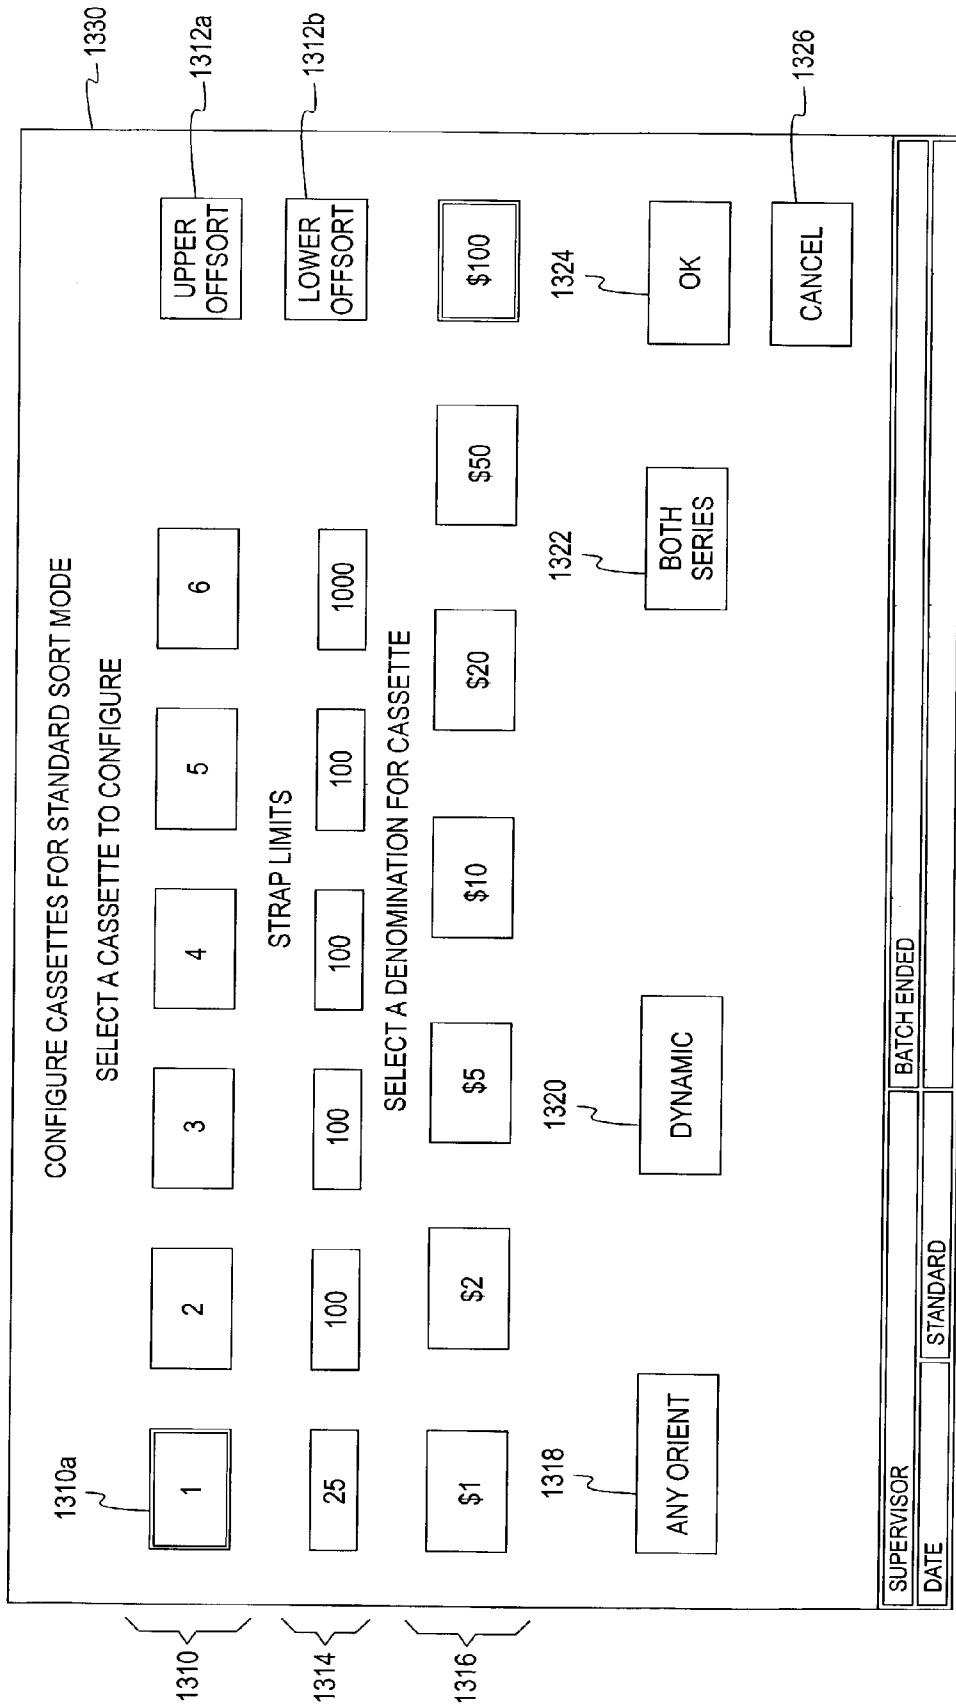 1330
CONFIGURE CASSETTES FOR STANDARD SORT MODE
SELECT A CASSETTE TO CONFIGURE
1310a
1310
1
2
3
4
5
6
UPPER
OFFSORT
1312a
STRAP LIMITS
1314
25
100
100
100
100
1000
LOWER
OFFSORT
1312b
SELECT A DENOMINATION FOR CASSETTE
1316
$1
$2
$5
$10
$20
$50
$100
1318
ANY ORIENT
1320
DYNAMIC
1322
BOTH
SERIES
1324
OK
CANCEL
1326
SUPERVISOR
BATCH ENDED
DATE
STANDARD